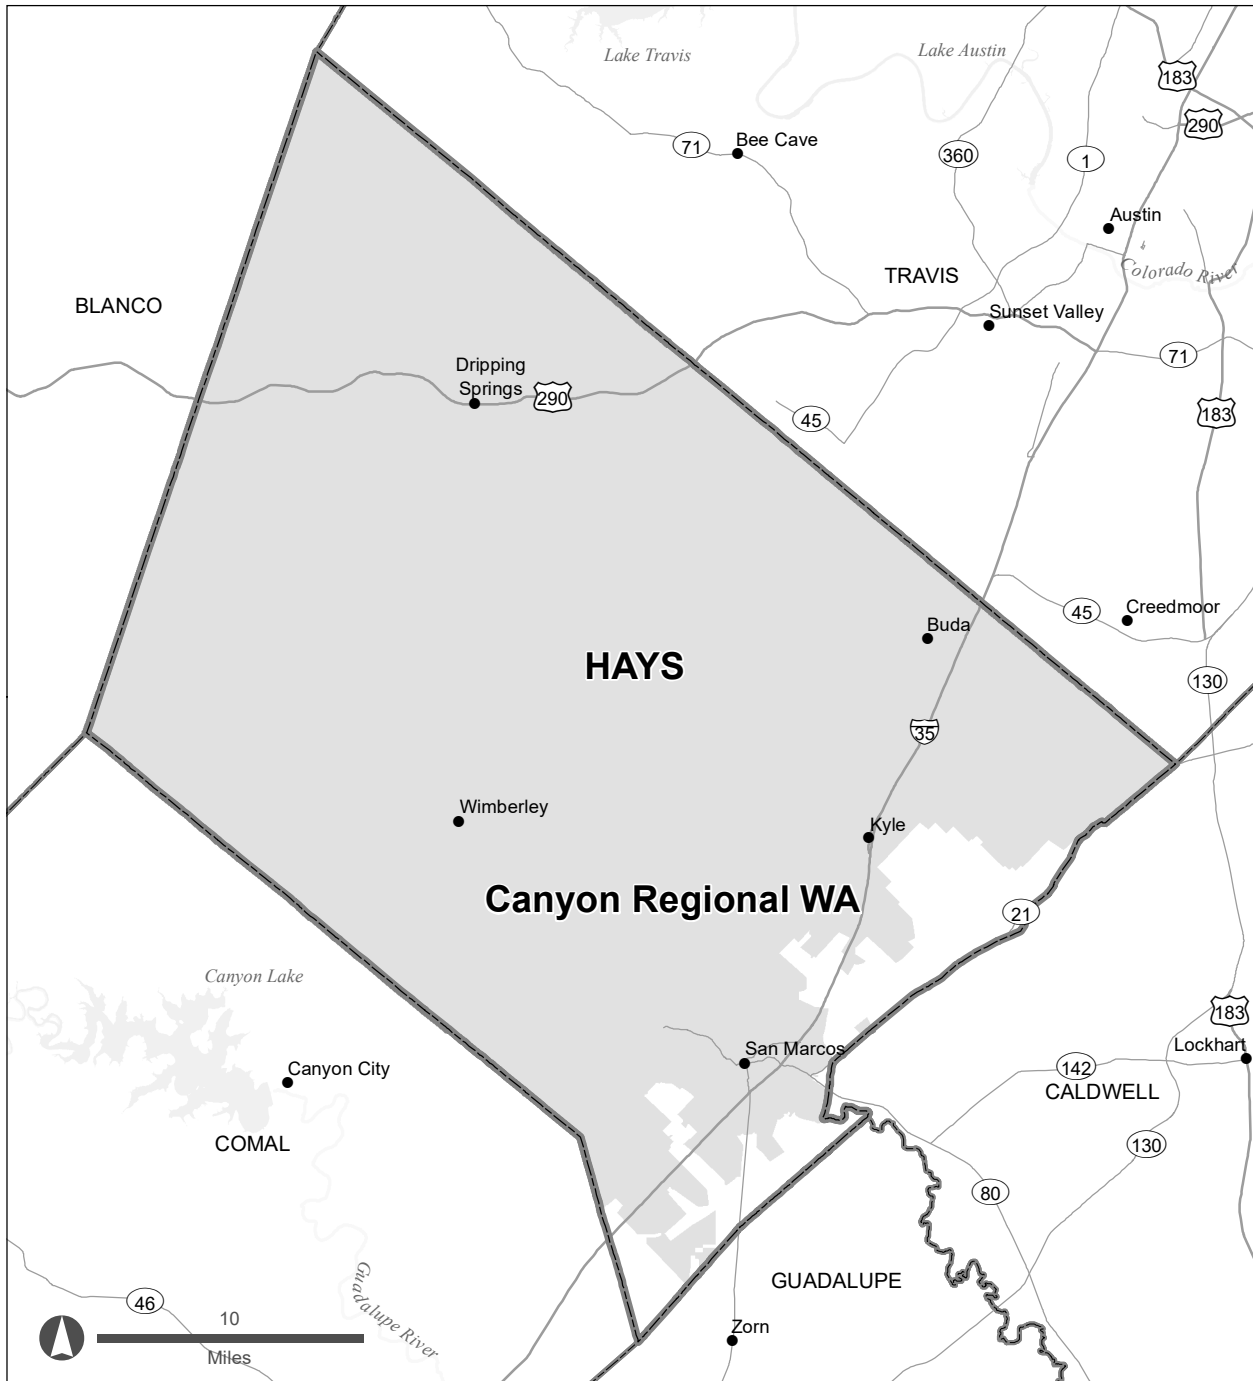 Lake Travis
Lake Austin
183
290
71
Bee Cave
360
1
Austin
Colorado River
TRAVIS
BLANCO
Sunset Valley
71
Dripping
Springs
290
45
183
Buda
45
Creedmoor
HAYS
130
35
Wimberley
Kyle
Canyon Regional WA
21
Canyon Lake
183
San Marcos
Lockhart
Canyon City
142
CALDWELL
COMAL
130
80
Guadalupe River
GUADALUPE
46
10
Miles
Zorn